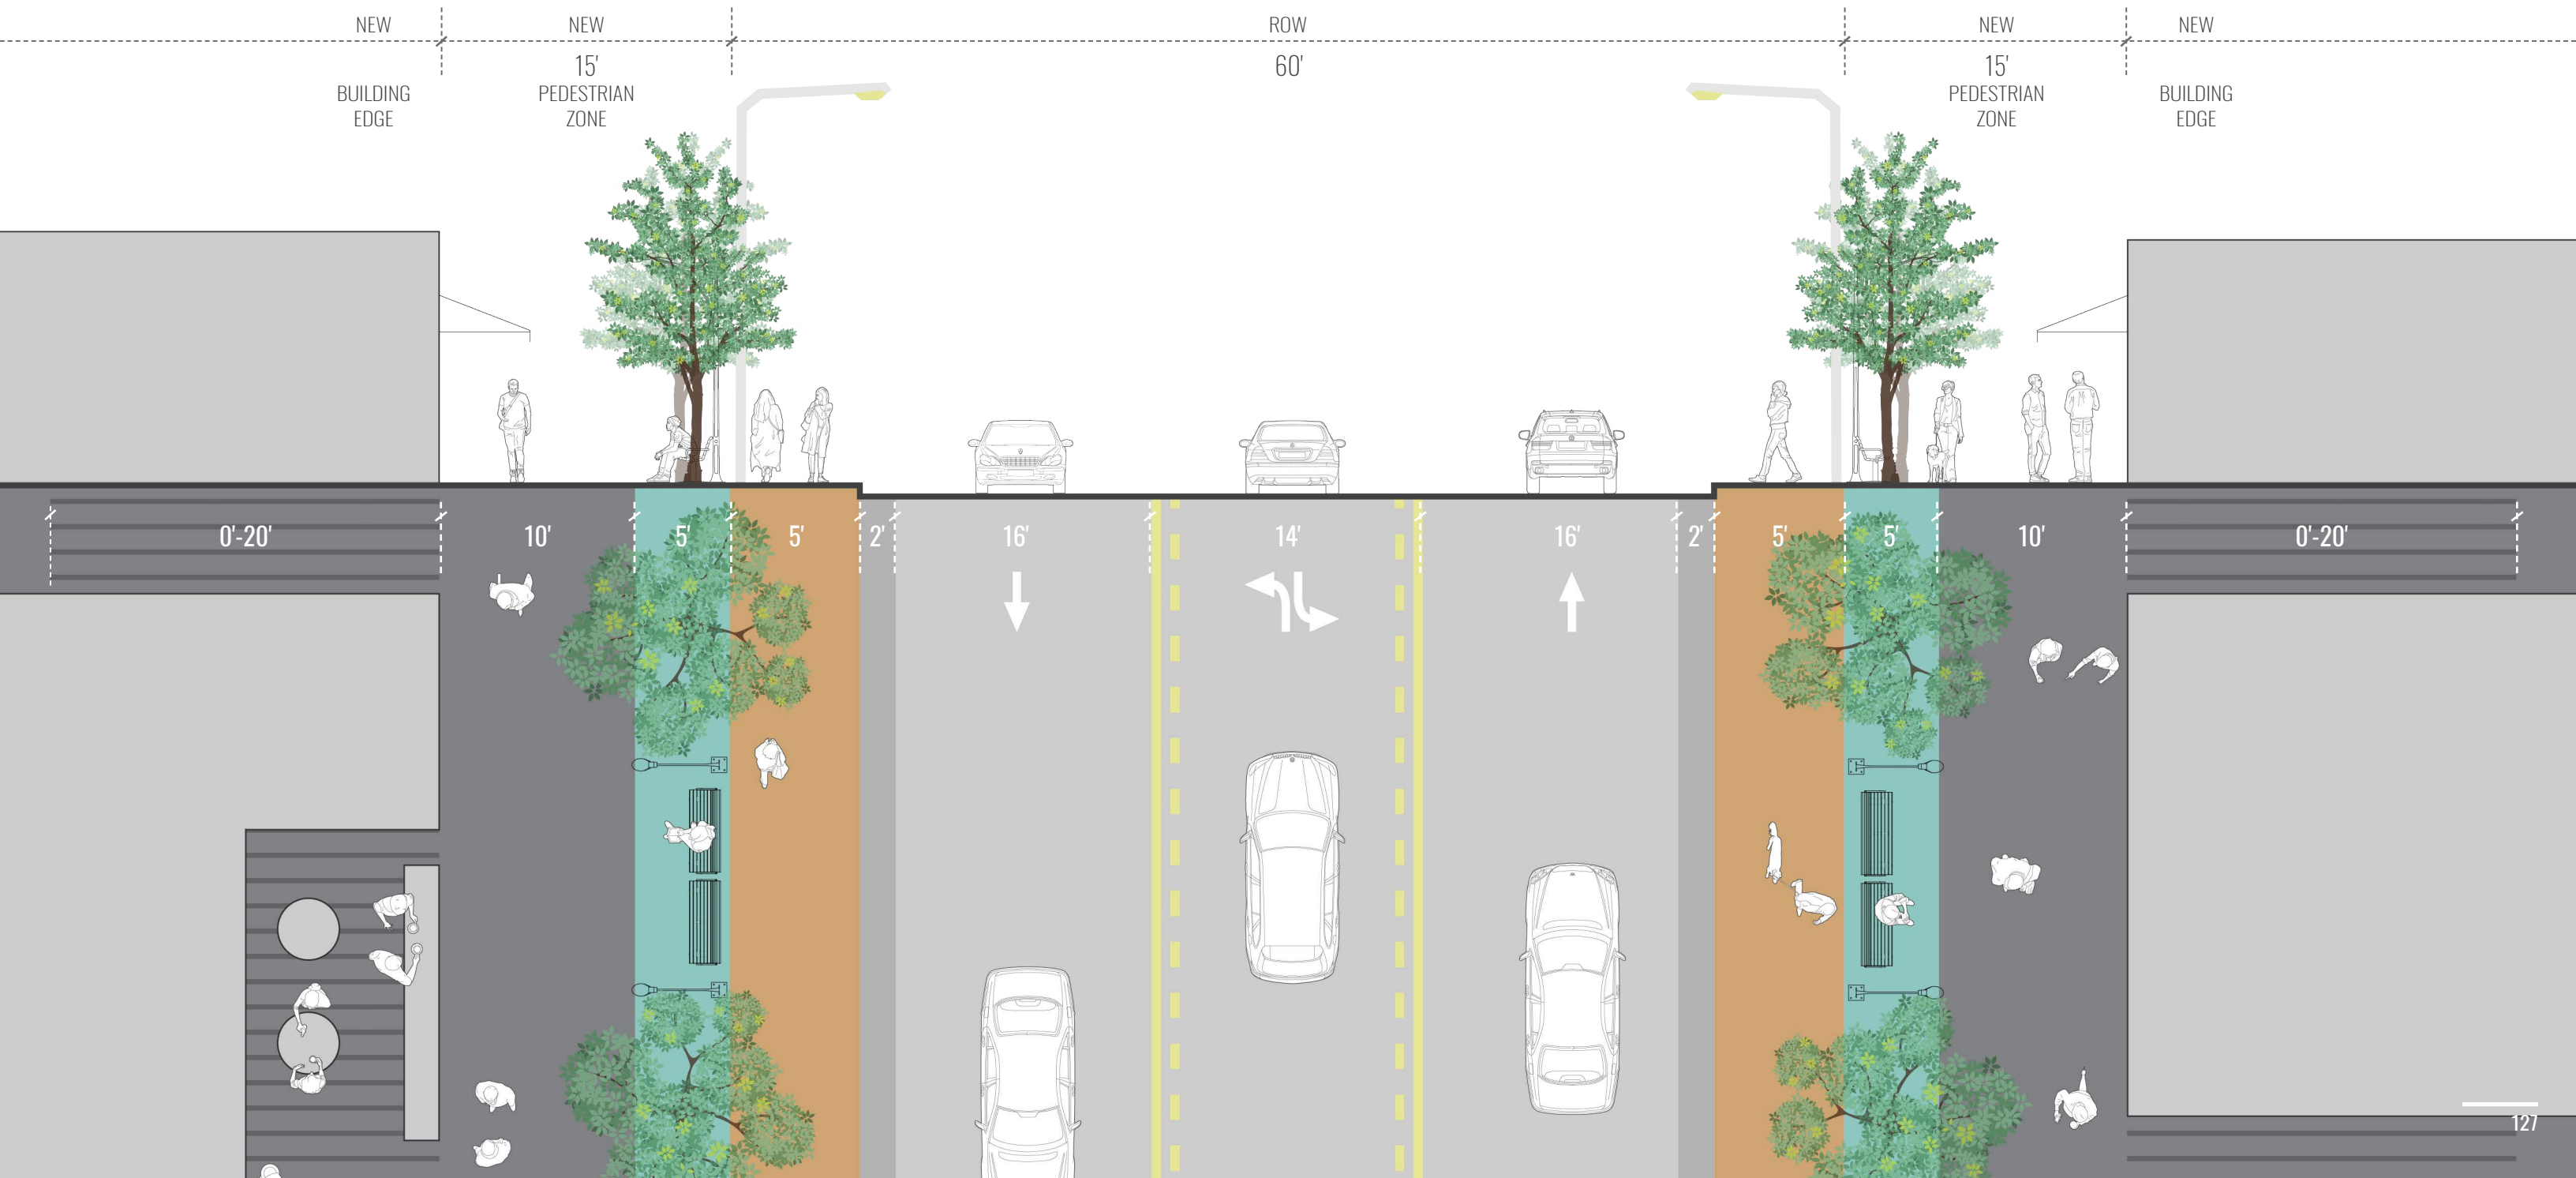 NEW NEW ROW NEW NEW
15' 60' 15'
BUILDING PEDESTRIAN PEDESTRIAN BUILDING
EDGE ZONE ZONE EDGE
0'-20' 10' 5' 5' 2' 16' 14' 16' 2' 5' 5' 10' 0'-20'
127